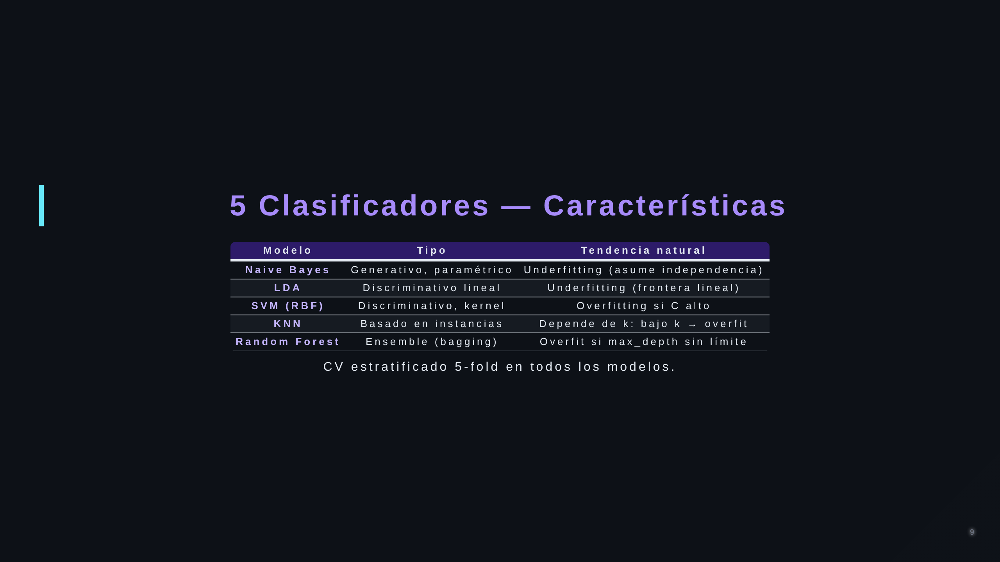 5 Clasificadores — Características
Modelo Tipo Tendencia natural
Naive Bayes Generativo, paramétrico Underfitting (asume independencia)
LDA Discriminativo lineal Underfitting (frontera lineal)
SVM (RBF) Discriminativo, kernel Overfitting si C alto
KNN Basado en instancias Depende de k: bajo k → overfit
Random Forest Ensemble (bagging) Overfit si max_depth sin límite
CV estratificado 5-fold en todos los modelos.
9